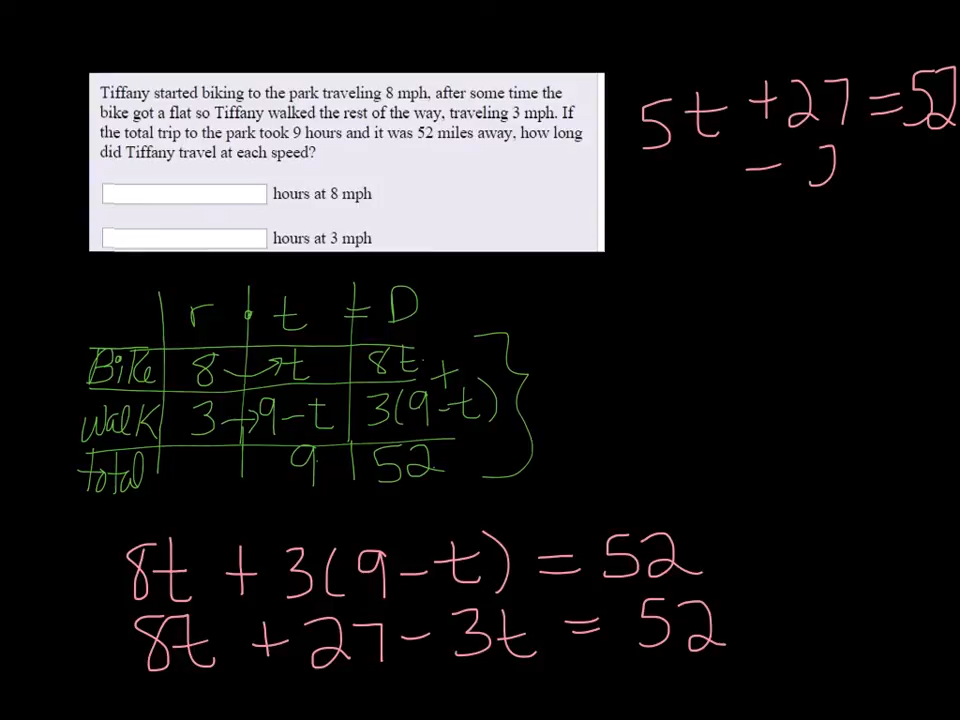 Tiffany started biking to the park traveling 8 mph, after some time the
bike got a flat so Tiffany walked the rest of the way, traveling 3 mph. If
the total trip to the park took 9 hours and it was 52 miles away, how long
did Tiffany travel at each speed?
hours at 8 mph
hours at 3 mph
5t + 27 = 52
-
r · t = D
Bike 8 → t 8t +
walk 3 → 9 - t 3(9 - t)
total 9 52
8t + 3(9 - t) = 52
8t + 27 - 3t = 52